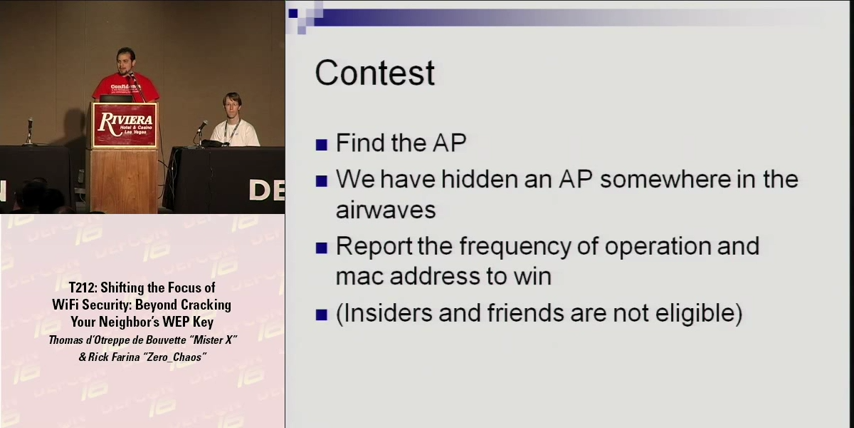 RIVIERA
Hotel & Casino
Las Vegas
DE
T212: Shifting the Focus of
WiFi Security: Beyond Cracking
Your Neighbor's WEP Key
Thomas d'Otreppe de Bouvette "Mister X"
& Rick Farina "Zero_Chaos"
Contest
Find the AP
We have hidden an AP somewhere in the
airwaves
Report the frequency of operation and
mac address to win
(Insiders and friends are not eligible)